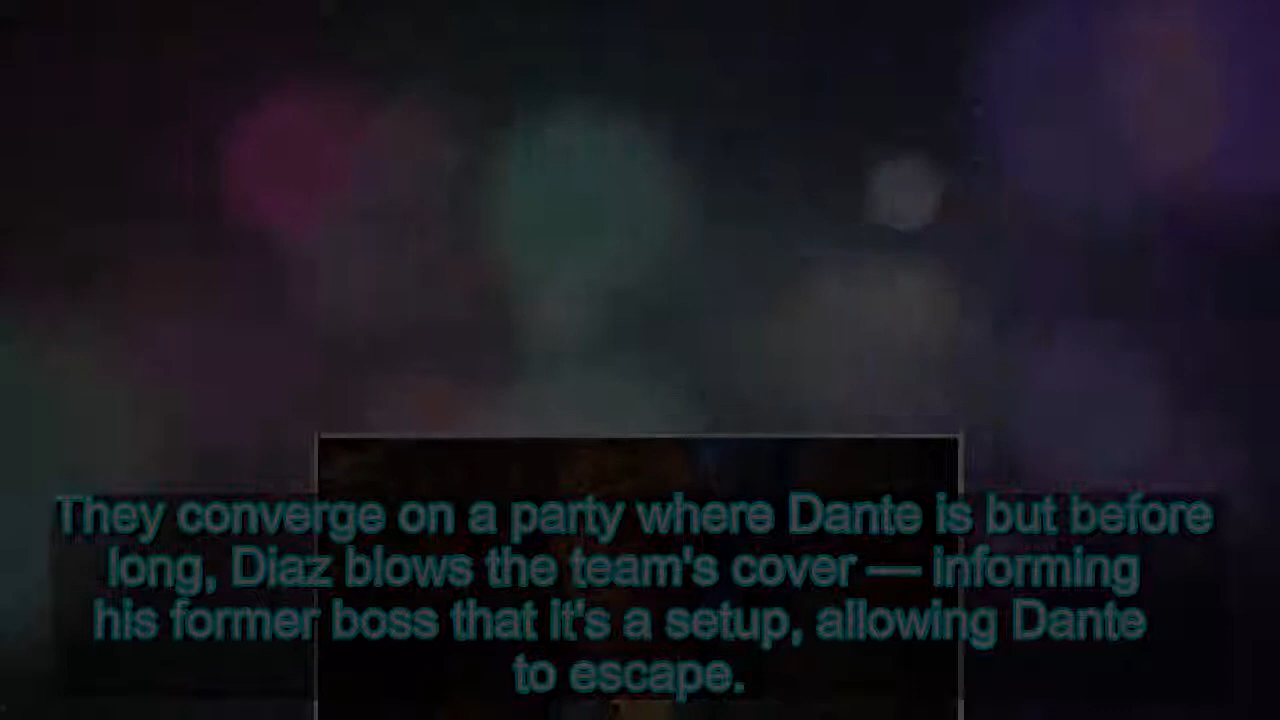 They converge on a party where Dante is but before
long, Diaz blows the team's cover — informing
his former boss that it's a setup, allowing Dante
to escape.